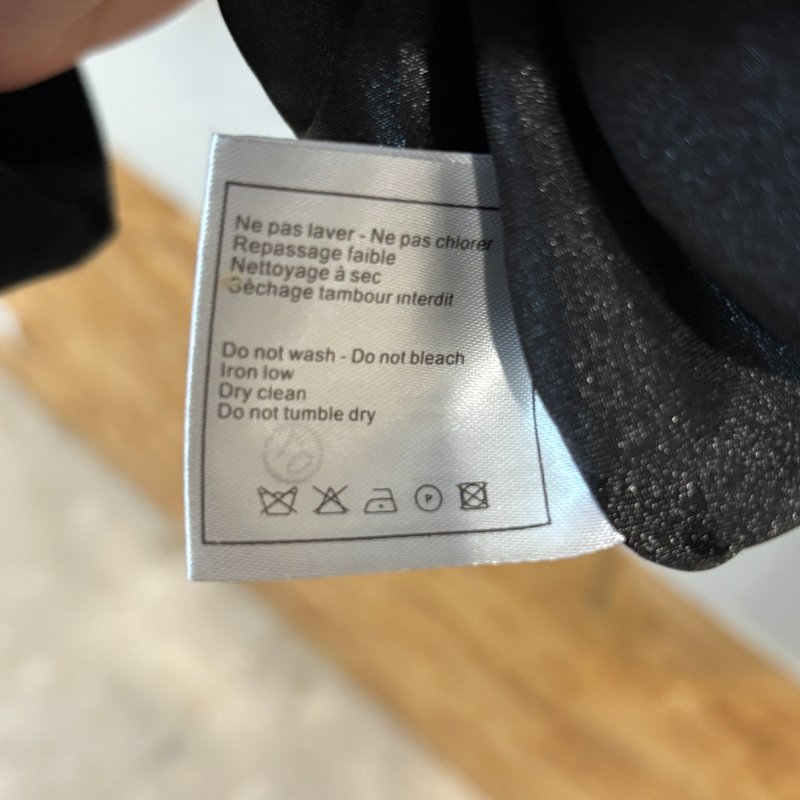 Ne pas laver - Ne pas chlorer
Repassage faible
Nettoyage à sec
Sèchage tambour interdit
Do not wash - Do not bleach
Iron low
Dry clean
Do not tumble dry
P